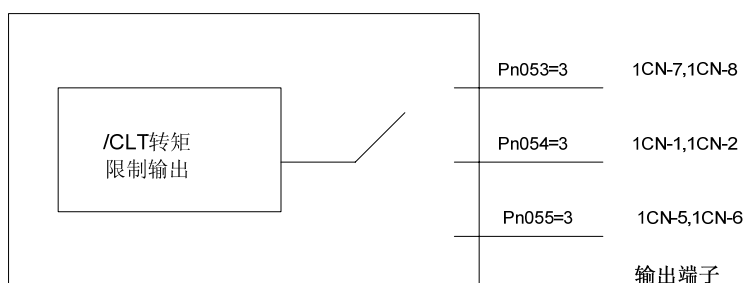 Pn053=3 1CN-7,1CN-8
/CLT转矩
限制输出
Pn054=3 1CN-1,1CN-2
Pn055=3 1CN-5,1CN-6
输出端子